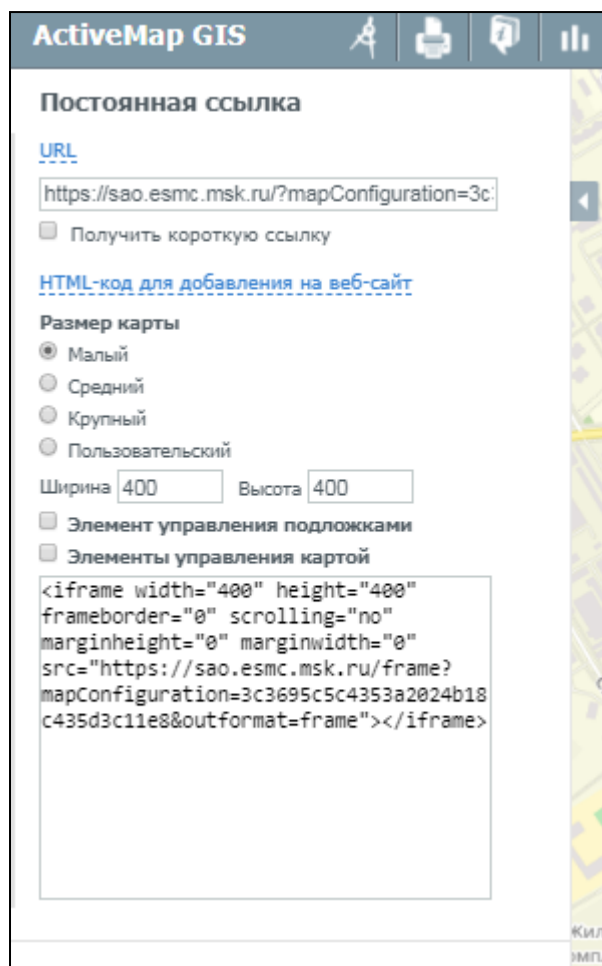 ActiveMap GIS
Постоянная ссылка
URL
https://sao.esmc.msk.ru/?mapConfiguration=3c
Получить короткую ссылку
HTML-код для добавления на веб-сайт
Размер карты
Малый
Средний
Крупный
Пользовательский
Ширина 400 Высота 400
Элемент управления подложками
Элементы управления картой
<iframe width="400" height="400"
frameborder="0" scrolling="no"
marginheight="0" marginwidth="0"
src="https://sao.esmc.msk.ru/frame?
mapConfiguration=3c3695c5c4353a2024b18
c435d3c11e8&outformat=frame"></iframe>